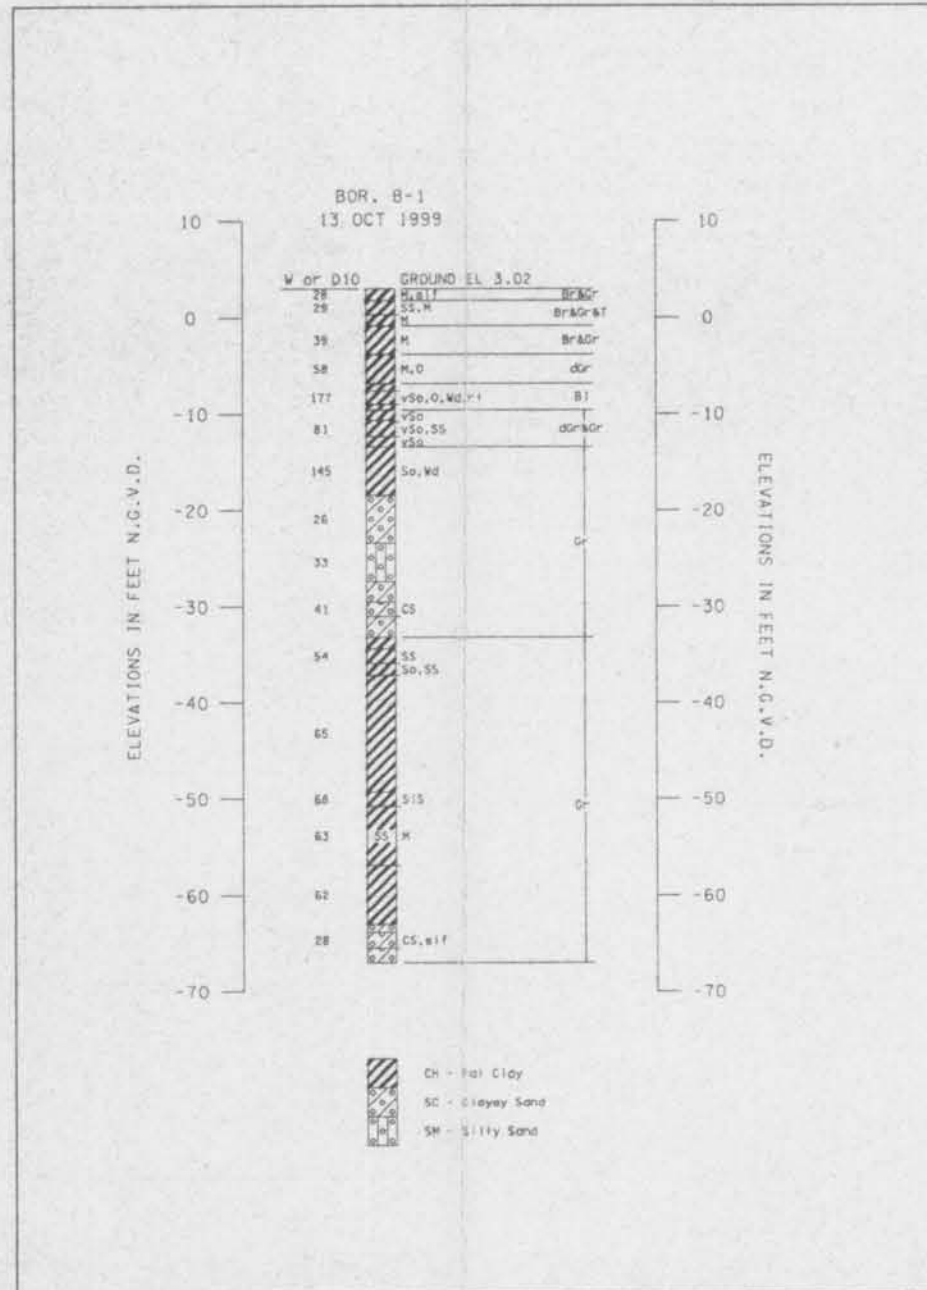 BOR. B-1
13 OCT 1999
10 10
W or D10 GROUND EL 3.02
28 M,slf Br&Gr
29 SS,M Br&Gr&T
M
0 0
39 M Br&Gr
58 M,O dGr
177 vSo,O,Wd,rt Bl
-10 -10
vSo
81 vSo,SS dGr&Gr
vSo
145 So,Wd
-20 -20
26
Gr
33
-30 -30
41 CS
54 SS
So,SS
-40 -40
65
-50 -50
68 SIS
Gr
63 SS M
-60 -60
62
28 CS,slf
-70 -70
ELEVATIONS IN FEET N.G.V.D.
ELEVATIONS IN FEET N.G.V.D.
CH - Fat Clay
SC - Clayey Sand
SM - Silty Sand